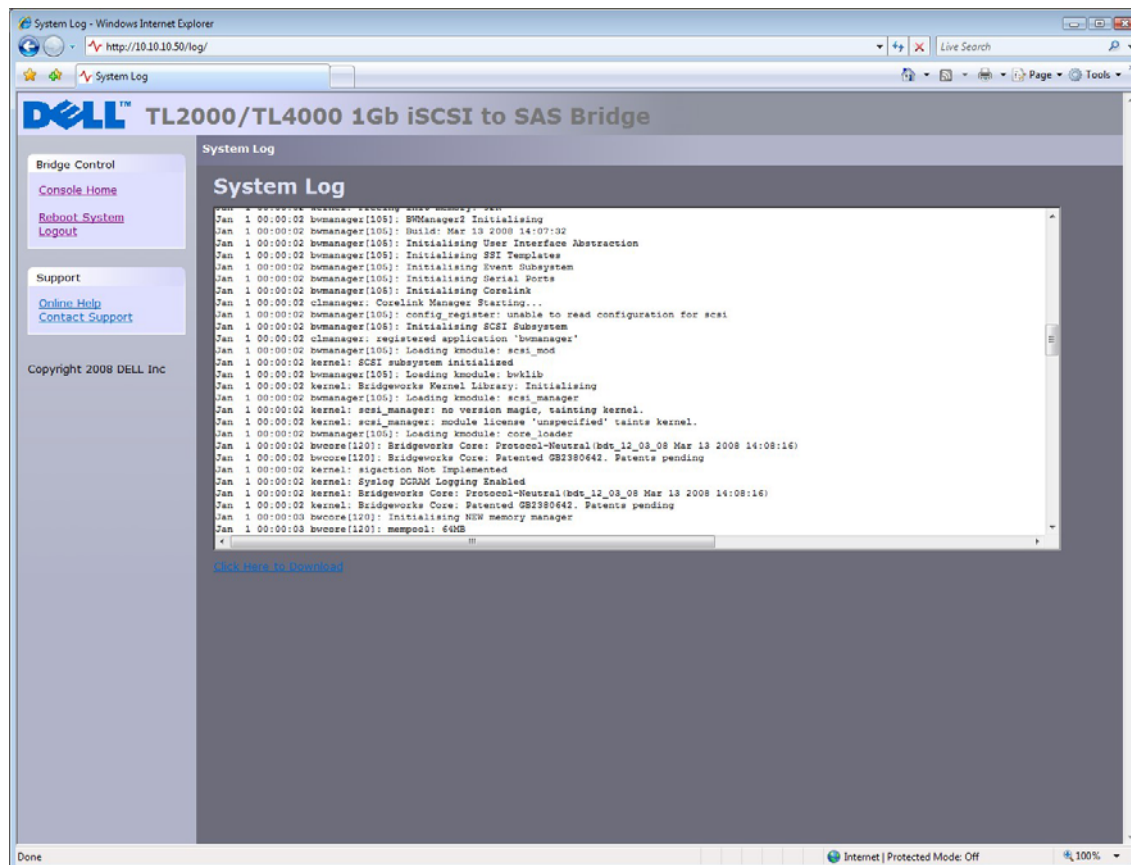 System Log - Windows Internet Explorer
http://10.10.10.50/log/
Live Search
System Log
Page
Tools
DELL™ TL2000/TL4000 1Gb iSCSI to SAS Bridge
System Log
Bridge Control
Console Home
Reboot System
Logout
Support
Online Help
Contact Support
Copyright 2008 DELL Inc
System Log
Jan 1 00:00:02 bwmanager[105]: BWManager2 Initialising
Jan 1 00:00:02 bwmanager[105]: Build: Mar 13 2008 14:07:32
Jan 1 00:00:02 bwmanager[105]: Initialising User Interface Abstraction
Jan 1 00:00:02 bwmanager[105]: Initialising SSI Templates
Jan 1 00:00:02 bwmanager[105]: Initialising Event Subsystem
Jan 1 00:00:02 bwmanager[105]: Initialising Serial Ports
Jan 1 00:00:02 bwmanager[105]: Initialising Corelink
Jan 1 00:00:02 clmanager: Corelink Manager Starting...
Jan 1 00:00:02 bwmanager[105]: config_register: unable to read configuration for scsi
Jan 1 00:00:02 bwmanager[105]: Initialising SCSI Subsystem
Jan 1 00:00:02 clmanager: registered application 'bwmanager'
Jan 1 00:00:02 bwmanager[105]: Loading kmodule: scsi_mod
Jan 1 00:00:02 kernel: SCSI subsystem initialized
Jan 1 00:00:02 bwmanager[105]: Loading kmodule: bwklib
Jan 1 00:00:02 kernel: Bridgeworks Kernel Library: Initialising
Jan 1 00:00:02 bwmanager[105]: Loading kmodule: scsi_manager
Jan 1 00:00:02 kernel: scsi_manager: no version magic, tainting kernel.
Jan 1 00:00:02 kernel: scsi_manager: module license 'unspecified' taints kernel.
Jan 1 00:00:02 bwmanager[105]: Loading kmodule: core_loader
Jan 1 00:00:02 bwcore[120]: Bridgeworks Core: Protocol-Neutral(bdt_12_03_08 Mar 13 2008 14:08:16)
Jan 1 00:00:02 bwcore[120]: Bridgeworks Core: Patented GB2380642. Patents pending
Jan 1 00:00:02 kernel: sigaction Not Implemented
Jan 1 00:00:02 kernel: Syslog DGRAM Logging Enabled
Jan 1 00:00:02 kernel: Bridgeworks Core: Protocol-Neutral(bdt_12_03_08 Mar 13 2008 14:08:16)
Jan 1 00:00:02 kernel: Bridgeworks Core: Patented GB2380642. Patents pending
Jan 1 00:00:03 bwcore[120]: Initialising NEW memory manager
Jan 1 00:00:03 bwcore[120]: mempool: 64MB
Click Here to Download
Done
Internet | Protected Mode: Off
100%